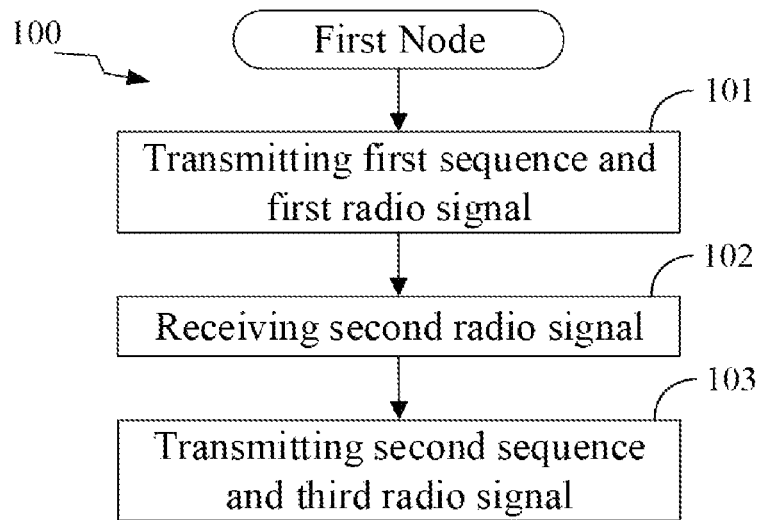 100
First Node
101
Transmitting first sequence and
first radio signal
102
Receiving second radio signal
103
Transmitting second sequence
and third radio signal